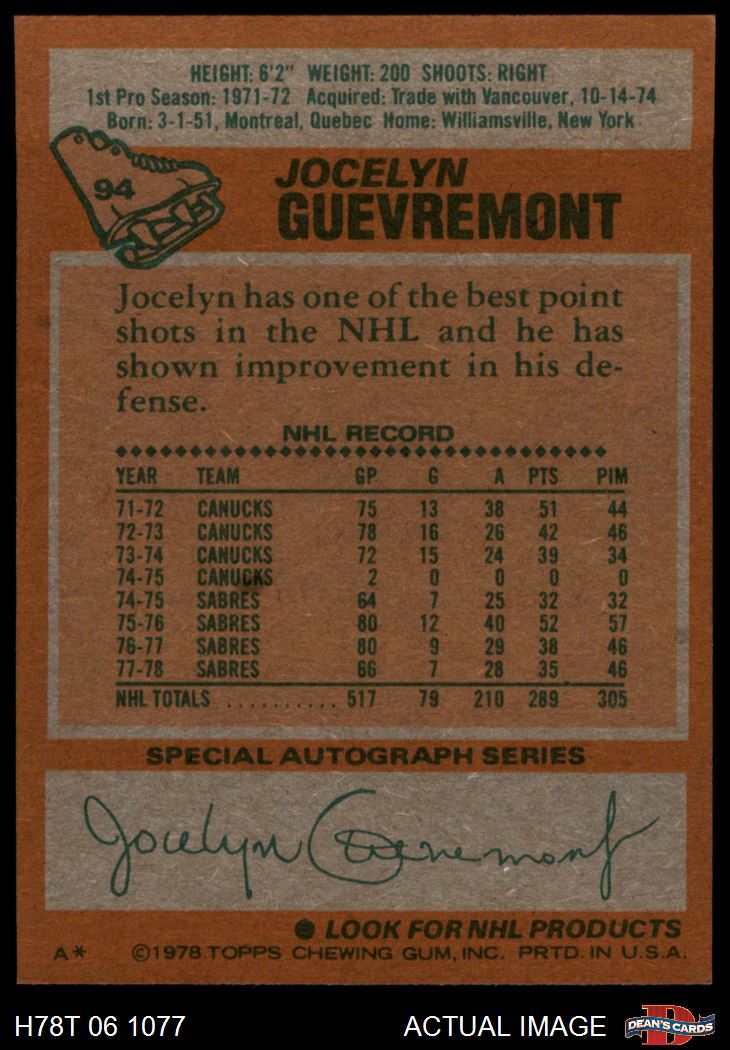 HEIGHT: 6'2" WEIGHT: 200 SHOOTS: RIGHT
1st Pro Season: 1971-72 Acquired: Trade with Vancouver, 10-14-74
Born: 3-1-51, Montreal, Quebec Home: Williamsville, New York
94
JOCELYN
GUEVREMONT
Jocelyn has one of the best point
shots in the NHL and he has
shown improvement in his de-
fense.
NHL RECORD
YEAR TEAM GP G A PTS PIM
71-72 CANUCKS 75 13 38 51 44
72-73 CANUCKS 78 16 26 42 46
73-74 CANUCKS 72 15 24 39 34
74-75 CANUCKS 2 0 0 0 0
74-75 SABRES 64 7 25 32 32
75-76 SABRES 80 12 40 52 57
76-77 SABRES 80 9 29 38 46
77-78 SABRES 66 7 28 35 46
NHL TOTALS .......... 517 79 210 289 305
SPECIAL AUTOGRAPH SERIES
Jocelyn Guevremont
LOOK FOR NHL PRODUCTS
A* ©1978 TOPPS CHEWING GUM, INC. PRTD. IN U.S.A.
H78T 06 1077 ACTUAL IMAGE D DEAN'S CARDS